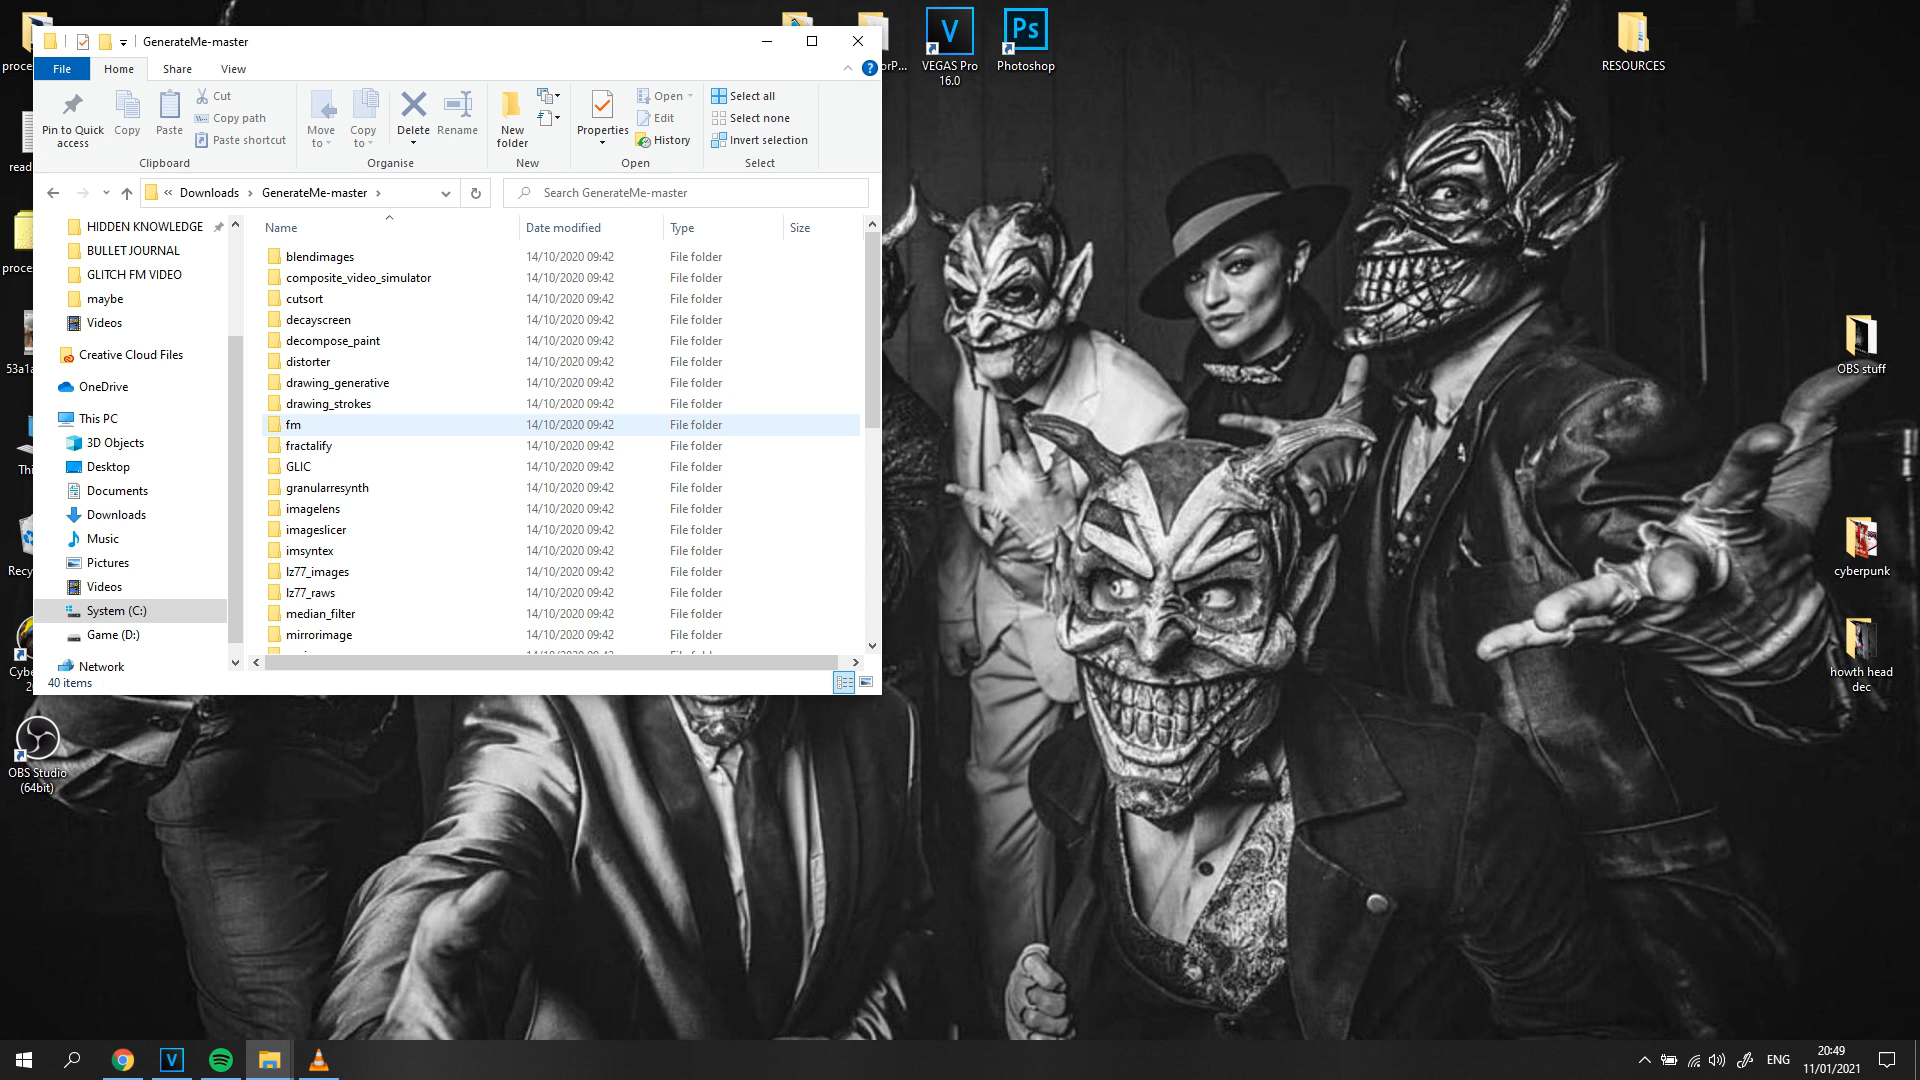 GenerateMe-master
File Home Share View
Pin to Quick access
Copy
Paste
Cut
Copy path
Paste shortcut
Clipboard
Move to
Copy to
Delete
Rename
Organise
New folder
New
Properties
Open
Edit
History
Open
Select all
Select none
Invert selection
Select
« Downloads > GenerateMe-master >
Search GenerateMe-master
HIDDEN KNOWLEDGE
BULLET JOURNAL
GLITCH FM VIDEO
maybe
Videos
Creative Cloud Files
OneDrive
This PC
3D Objects
Desktop
Documents
Downloads
Music
Pictures
Videos
System (C:)
Game (D:)
Network
Name Date modified Type Size
blendimages 14/10/2020 09:42 File folder
composite_video_simulator 14/10/2020 09:42 File folder
cutsort 14/10/2020 09:42 File folder
decayscreen 14/10/2020 09:42 File folder
decompose_paint 14/10/2020 09:42 File folder
distorter 14/10/2020 09:42 File folder
drawing_generative 14/10/2020 09:42 File folder
drawing_strokes 14/10/2020 09:42 File folder
fm 14/10/2020 09:42 File folder
fractalify 14/10/2020 09:42 File folder
GLIC 14/10/2020 09:42 File folder
granularresynth 14/10/2020 09:42 File folder
imagelens 14/10/2020 09:42 File folder
imageslicer 14/10/2020 09:42 File folder
imsyntex 14/10/2020 09:42 File folder
lz77_images 14/10/2020 09:42 File folder
lz77_raws 14/10/2020 09:42 File folder
median_filter 14/10/2020 09:42 File folder
mirrorimage 14/10/2020 09:42 File folder
40 items
proce
read
proce
53a1a
Thi
Recy
Cybe
2
OBS Studio
(64bit)
orP...
V
VEGAS Pro
16.0
Ps
Photoshop
RESOURCES
OBS stuff
cyberpunk
howth head
dec
V
ENG
20:49
11/01/2021